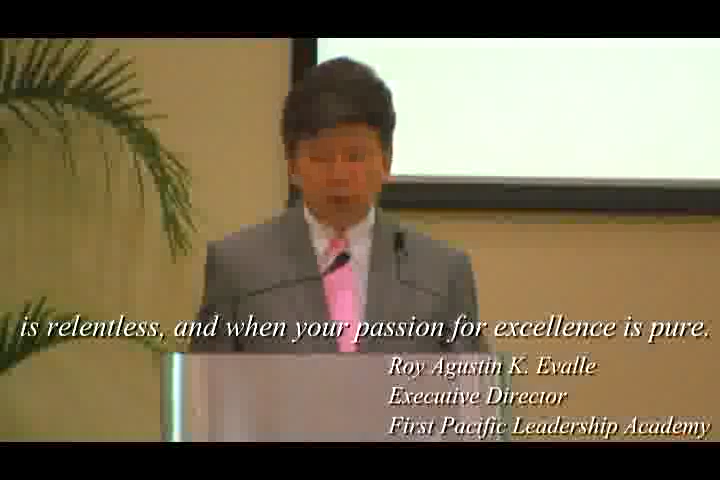 is relentless, and when your passion for excellence is pure.
Roy Agustin K. Evalle
Executive Director
First Pacific Leadership Academy